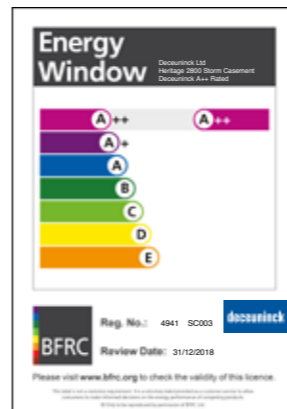 Energy
Window
Deceuninck Ltd
Heritage 2800 Storm Casement
Deceuninck A++ Rated
A++ A++
A+
A
B
C
D
E
BFRC
Reg. No.: 4941 SC003
deceuninck
Review Date: 31/12/2018
Please visit www.bfrc.org to check the validity of this licence.